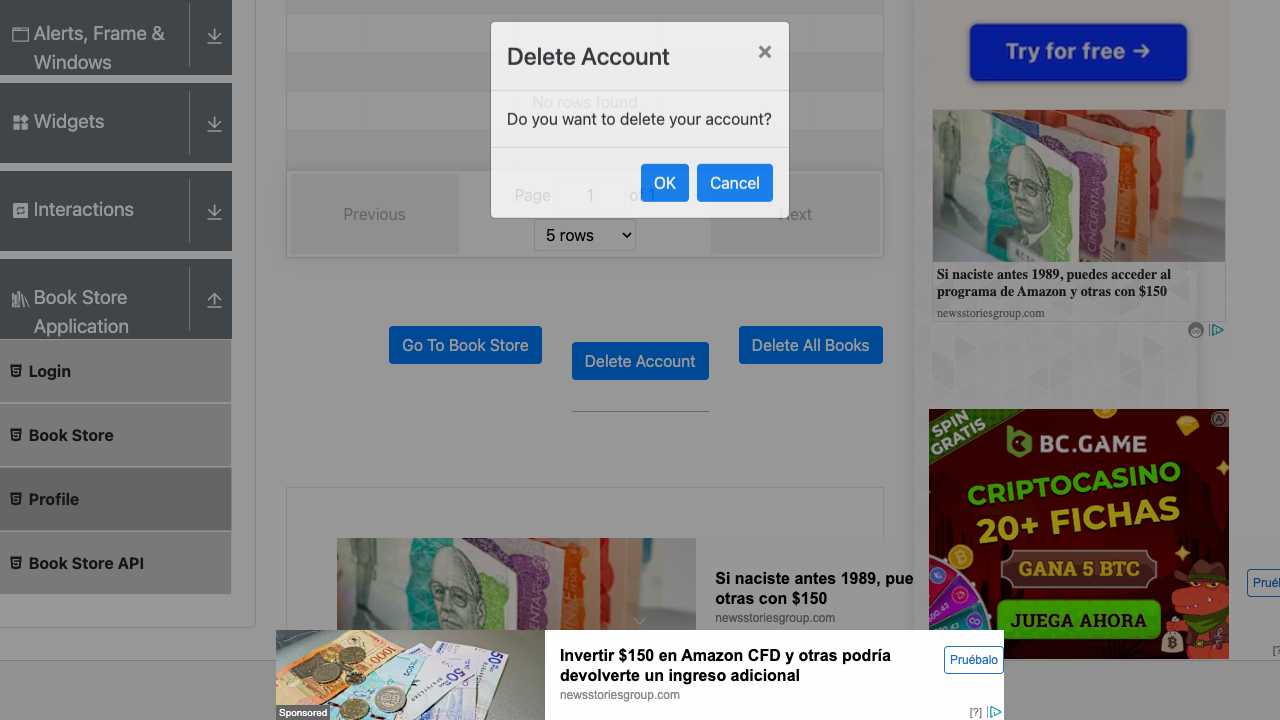 Alerts, Frame &
Windows
Widgets
Interactions
Book Store
Application
Login
Book Store
Profile
Book Store API
Delete Account
×
No rows found
Do you want to delete your account?
OK
Cancel
Previous
Page
1
of 1
Next
5 rows
Go To Book Store
Delete Account
Delete All Books
Si naciste antes 1989, pue
otras con $150
newsstoriesgroup.com
Invertir $150 en Amazon CFD y otras podría
devolverte un ingreso adicional
newsstoriesgroup.com
Pruébalo
Sponsored
[?]
Try for free →
Si naciste antes 1989, puedes acceder al
programa de Amazon y otras con $150
newsstoriesgroup.com
SPIN
GRATIS
BC.GAME
CRIPTOCASINO
20+ FICHAS
GANA 5 BTC
JUEGA AHORA
Prué
[?